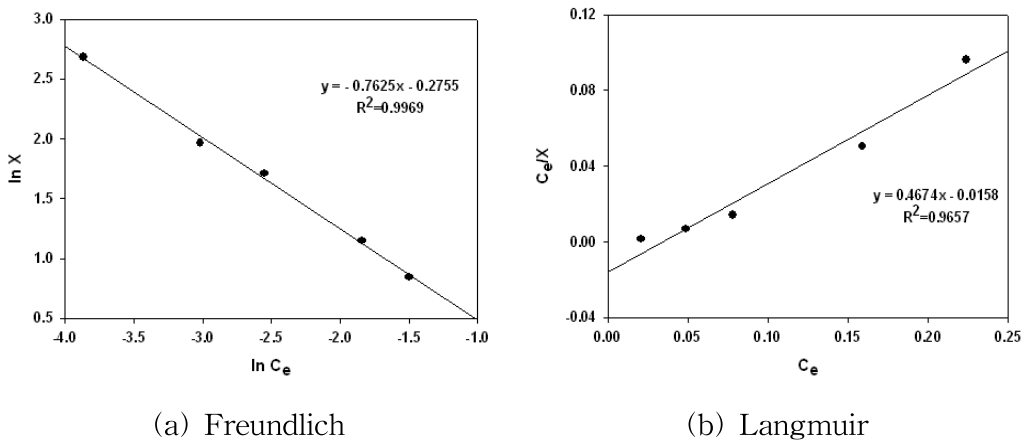 3.0
2.5
2.0
1.5
1.0
0.5
ln X
y = - 0.7625x - 0.2755
R²=0.9969
-4.0 -3.5 -3.0 -2.5 -2.0 -1.5 -1.0
ln Ce
(a) Freundlich
0.12
0.08
0.04
0.00
-0.04
Ce/X
y = 0.4674x - 0.0158
R²=0.9657
0.00 0.05 0.10 0.15 0.20 0.25
Ce
(b) Langmuir